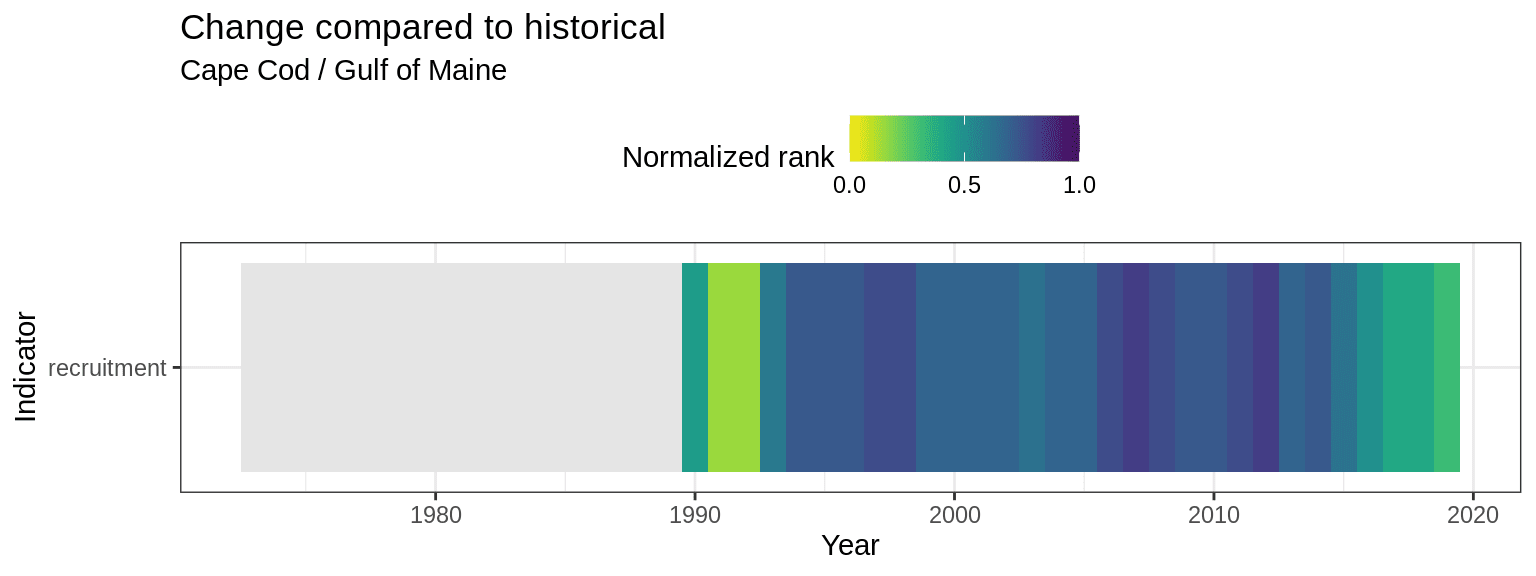 Change compared to historical
Cape Cod / Gulf of Maine
Normalized rank
0.0 0.5 1.0
Indicator
recruitment
1980 1990 2000 2010 2020
Year